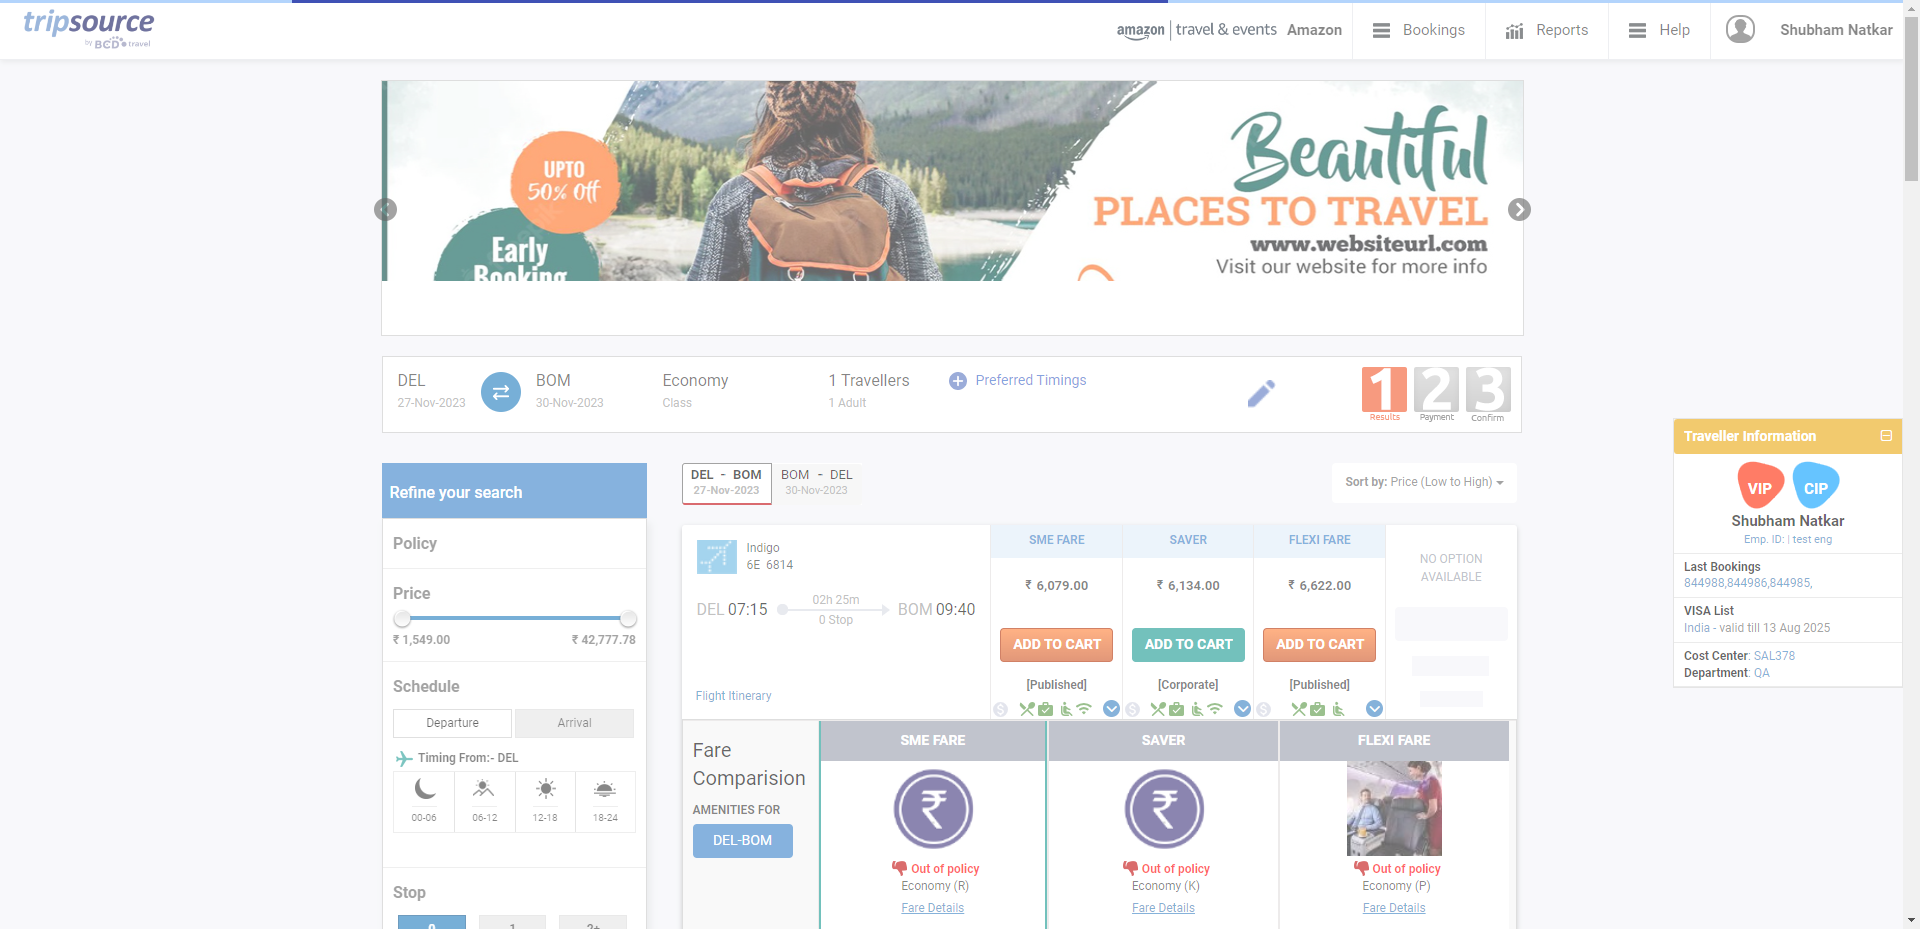 tripsource
by BCD travel
amazon | travel & events Amazon
Bookings
Reports
Help
Shubham Natkar
UPTO
50% Off
Early
Booking
Beautiful
PLACES TO TRAVEL
www.websiteurl.com
Visit our website for more info
DEL
27-Nov-2023
BOM
30-Nov-2023
Economy
Class
1 Travellers
1 Adult
Preferred Timings
1 2 3
Results Payment Confirm
Traveller Information
VIP CIP
Shubham Natkar
Emp. ID: | test eng
Last Bookings
844988,844986,844985,
VISA List
India - valid till 13 Aug 2025
Cost Center: SAL378
Department: QA
Refine your search
Policy
Price
₹ 1,549.00 ₹ 42,777.78
Schedule
Departure Arrival
Timing From:- DEL
00-06 06-12 12-18 18-24
Stop
0 1 2+
DEL - BOM
27-Nov-2023
BOM - DEL
30-Nov-2023
Sort by: Price (Low to High)
Indigo
6E 6814
DEL 07:15
02h 25m
0 Stop
BOM 09:40
Flight Itinerary
SME FARE
₹ 6,079.00
ADD TO CART
[Published]
SAVER
₹ 6,134.00
ADD TO CART
[Corporate]
FLEXI FARE
₹ 6,622.00
ADD TO CART
[Published]
NO OPTION
AVAILABLE
Fare
Comparision
AMENITIES FOR
DEL-BOM
SME FARE
₹
Out of policy
Economy (R)
Fare Details
SAVER
₹
Out of policy
Economy (K)
Fare Details
FLEXI FARE
Out of policy
Economy (P)
Fare Details